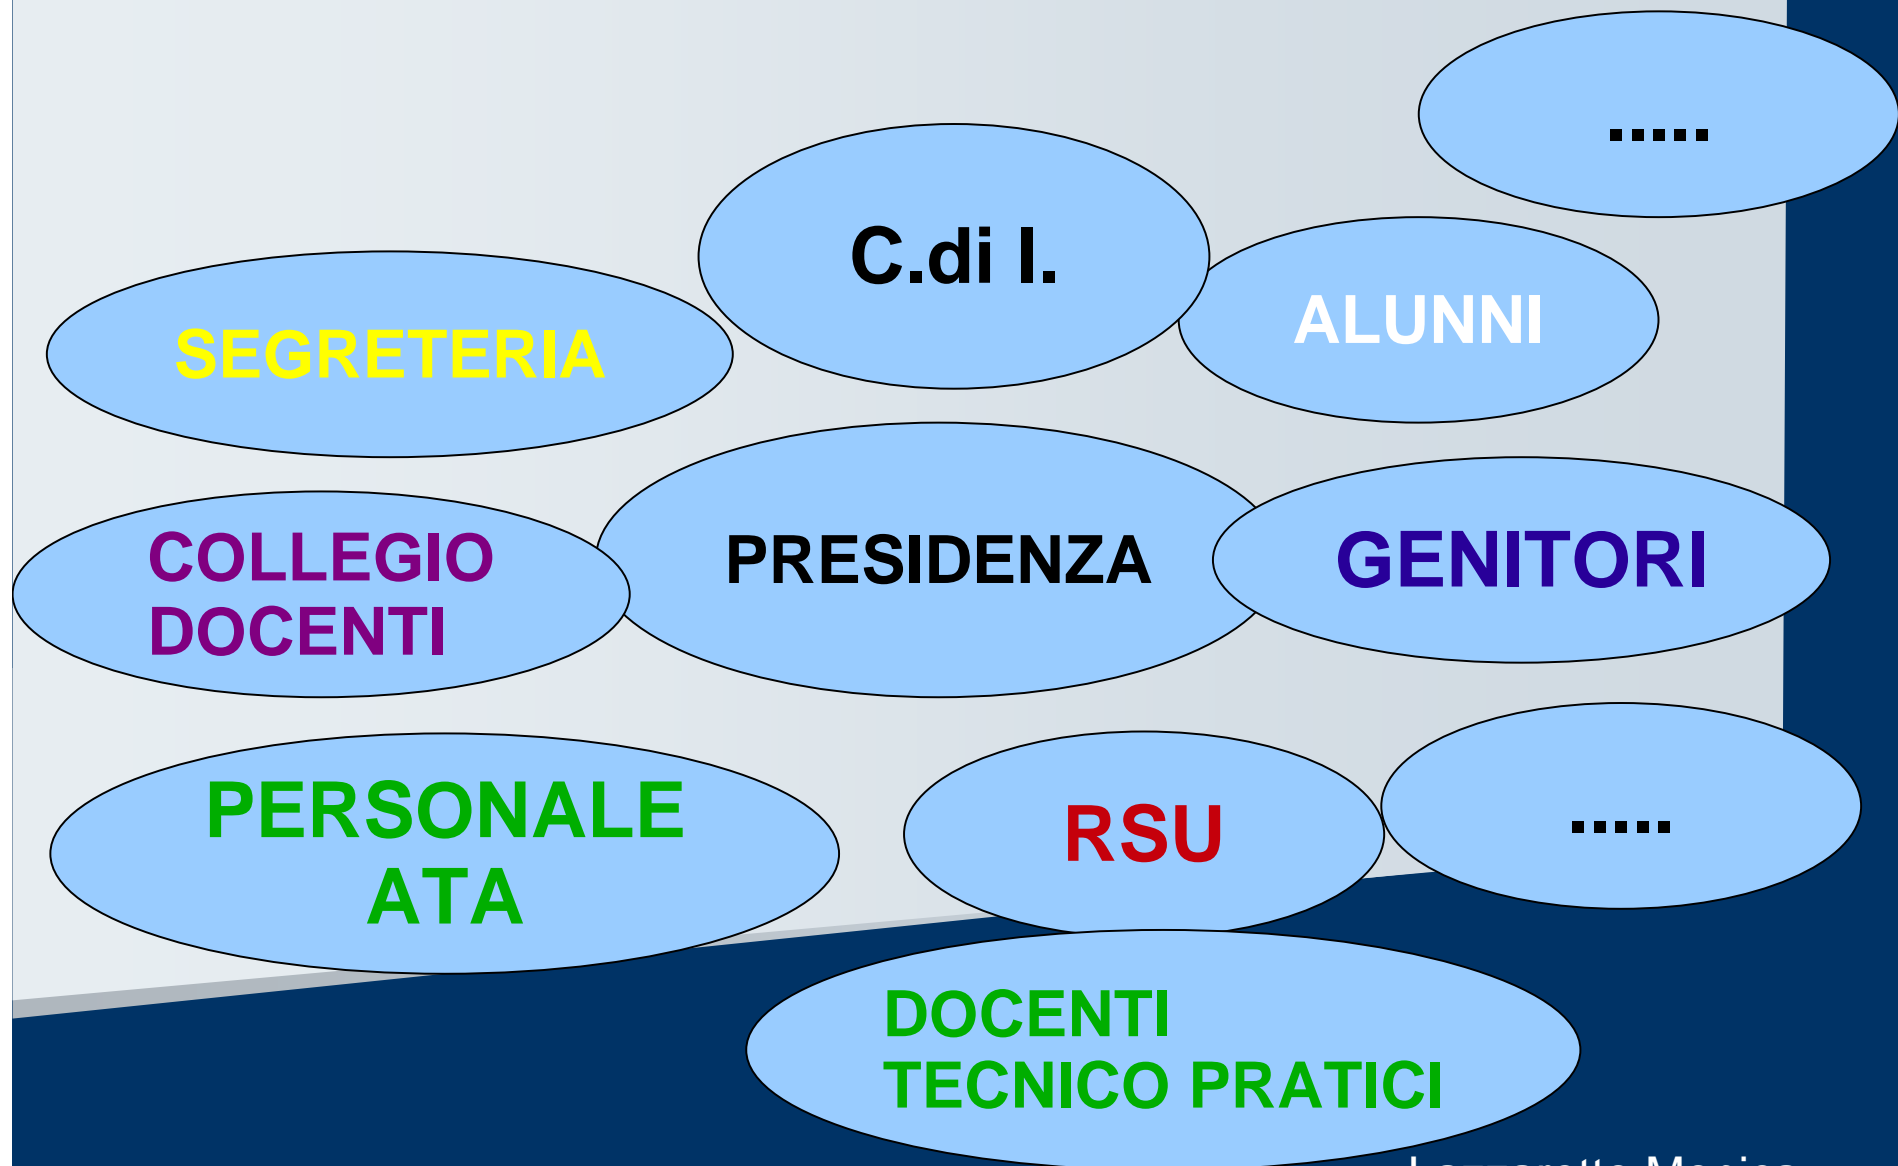 .....
C.di I.
ALUNNI
SEGRETERIA
COLLEGIO
DOCENTI
PRESIDENZA
GENITORI
PERSONALE
ATA
RSU
.....
DOCENTI
TECNICO PRATICI